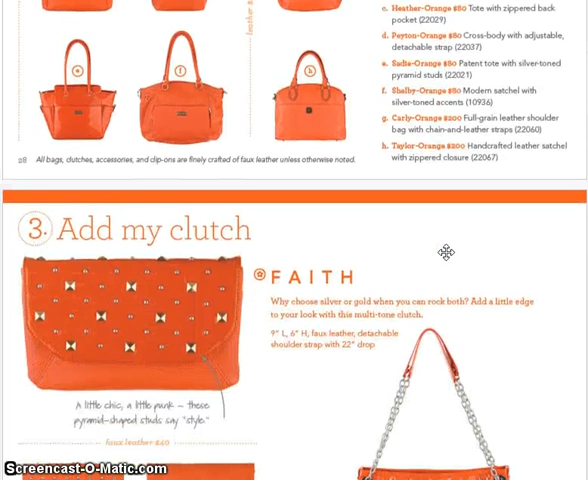 c. Heather-Orange $80 Tote with zippered back
pocket (22029)
d. Peyton-Orange $80 Cross-body with adjustable,
detachable strap (22037)
e. Sadie-Orange $80 Patent tote with silver-toned
pyramid studs (22021)
f. Shelby-Orange $80 Modern satchel with
silver-toned accents (10936)
g. Carly-Orange $200 Full-grain leather shoulder
bag with chain-and-leather straps (22060)
h. Taylor-Orange $200 Handcrafted leather satchel
with zippered closure (22067)
leather $
e
f
h
All bags, clutches, accessories, and clip-ons are finely crafted of faux leather unless otherwise noted.
3. Add my clutch
FAITH
Why choose silver or gold when you can rock both? Add a little edge
to your look with this multi-tone clutch.
9" L, 6" H, faux leather, detachable
shoulder strap with 22" drop
A little chic, a little punk – these
pyramid-shaped studs say "style."
faux leather $40
Screencast-O-Matic.com